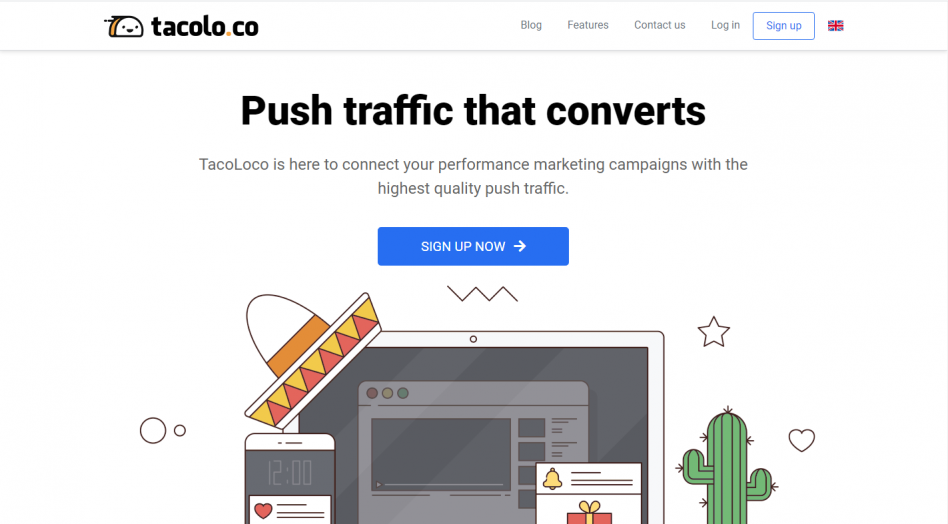 tacolo.co
Blog
Features
Contact us
Log in
Sign up
Push traffic that converts
TacoLoco is here to connect your performance marketing campaigns with the
highest quality push traffic.
SIGN UP NOW
12:00